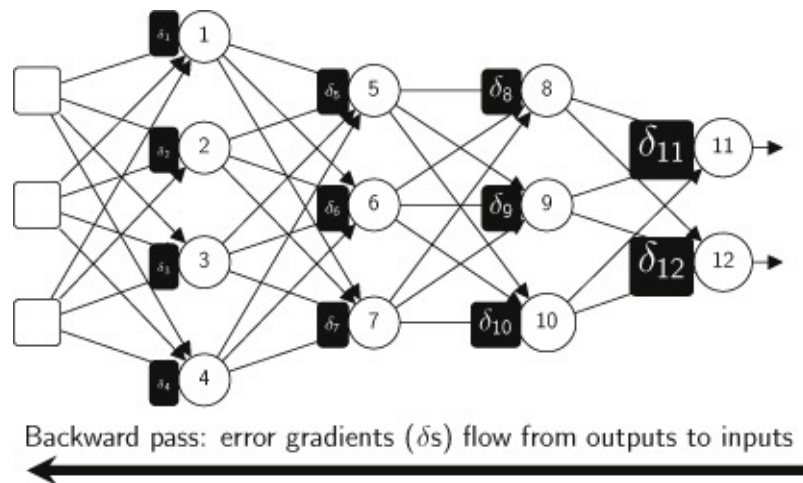 δ1 1
δ2 2
δ3 3
δ4 4
δ5 5
δ6 6
δ7 7
δ8 8
δ9 9
δ10 10
δ11 11
δ12 12
Backward pass: error gradients (δs) flow from outputs to inputs